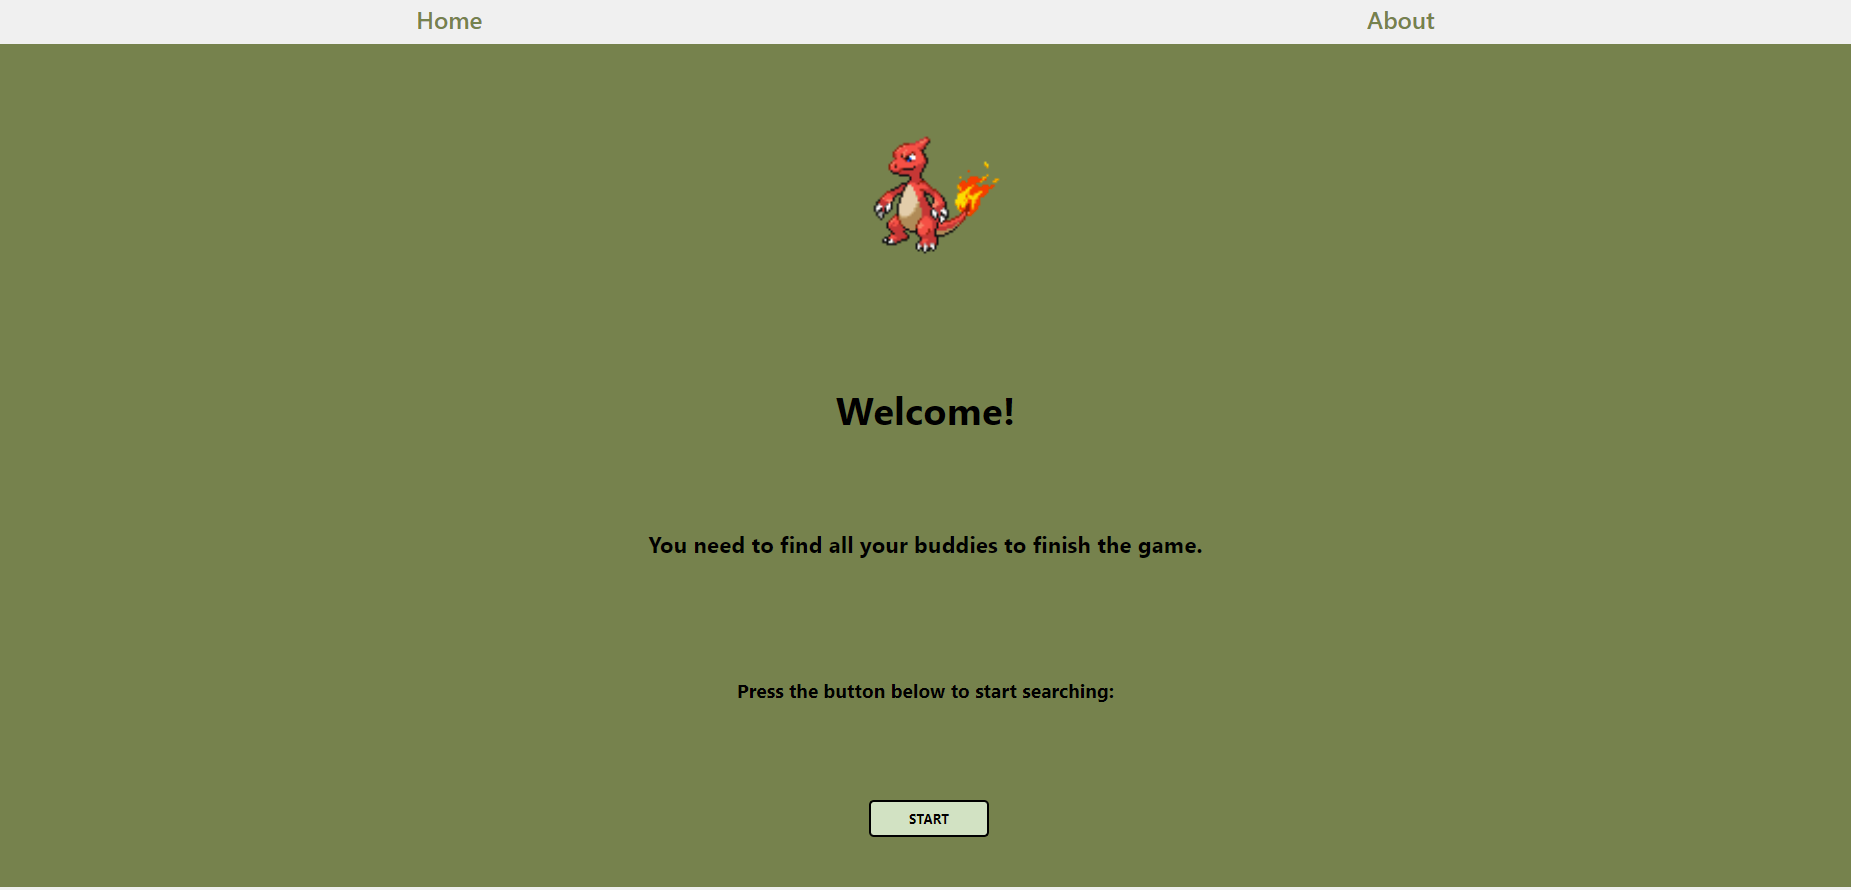 Home About
Welcome!
You need to find all your buddies to finish the game.
Press the button below to start searching:
START